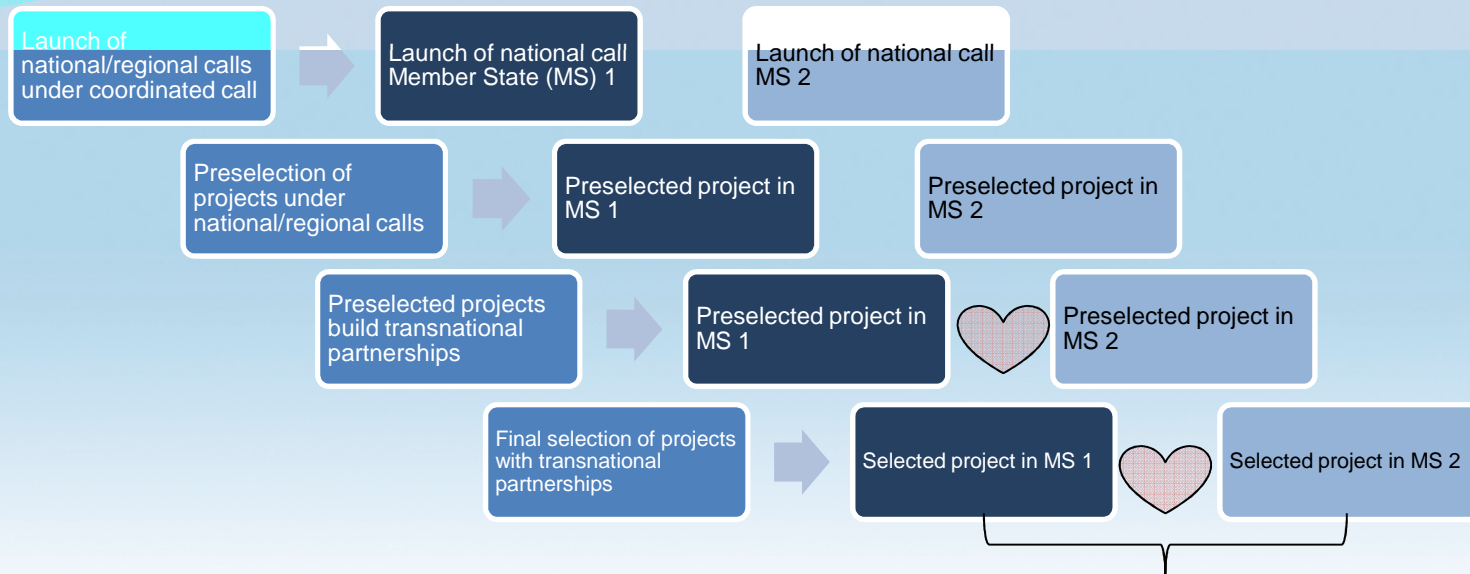 Launch of
national/regional calls
under coordinated call
Launch of national call
Member State (MS) 1
Launch of national call
MS 2
Preselection of
projects under
national/regional calls
Preselected project in
MS 1
Preselected project in
MS 2
Preselected projects
build transnational
partnerships
Preselected project in
MS 1
Preselected project in
MS 2
Final selection of projects
with transnational
partnerships
Selected project in MS 1
Selected project in MS 2